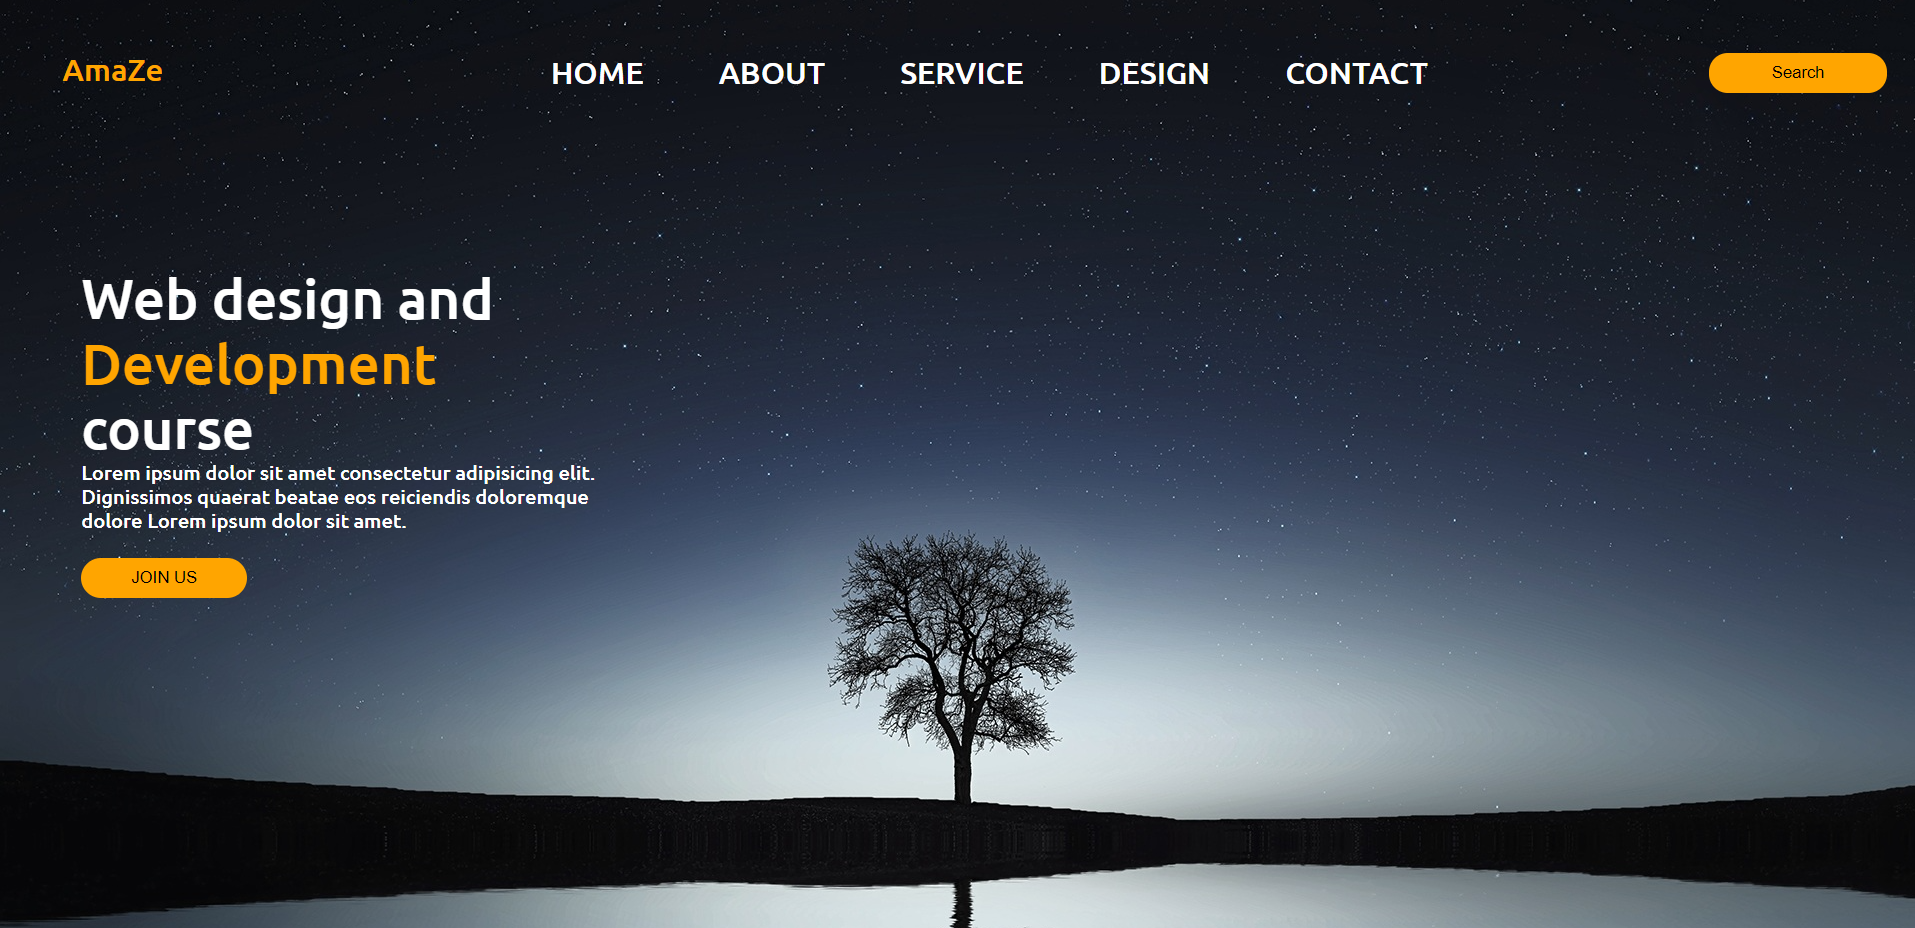 AmaZe
HOME ABOUT SERVICE DESIGN CONTACT
Search
Web design and
Development
course
Lorem ipsum dolor sit amet consectetur adipisicing elit.
Dignissimos quaerat beatae eos reiciendis doloremque
dolore Lorem ipsum dolor sit amet.
JOIN US